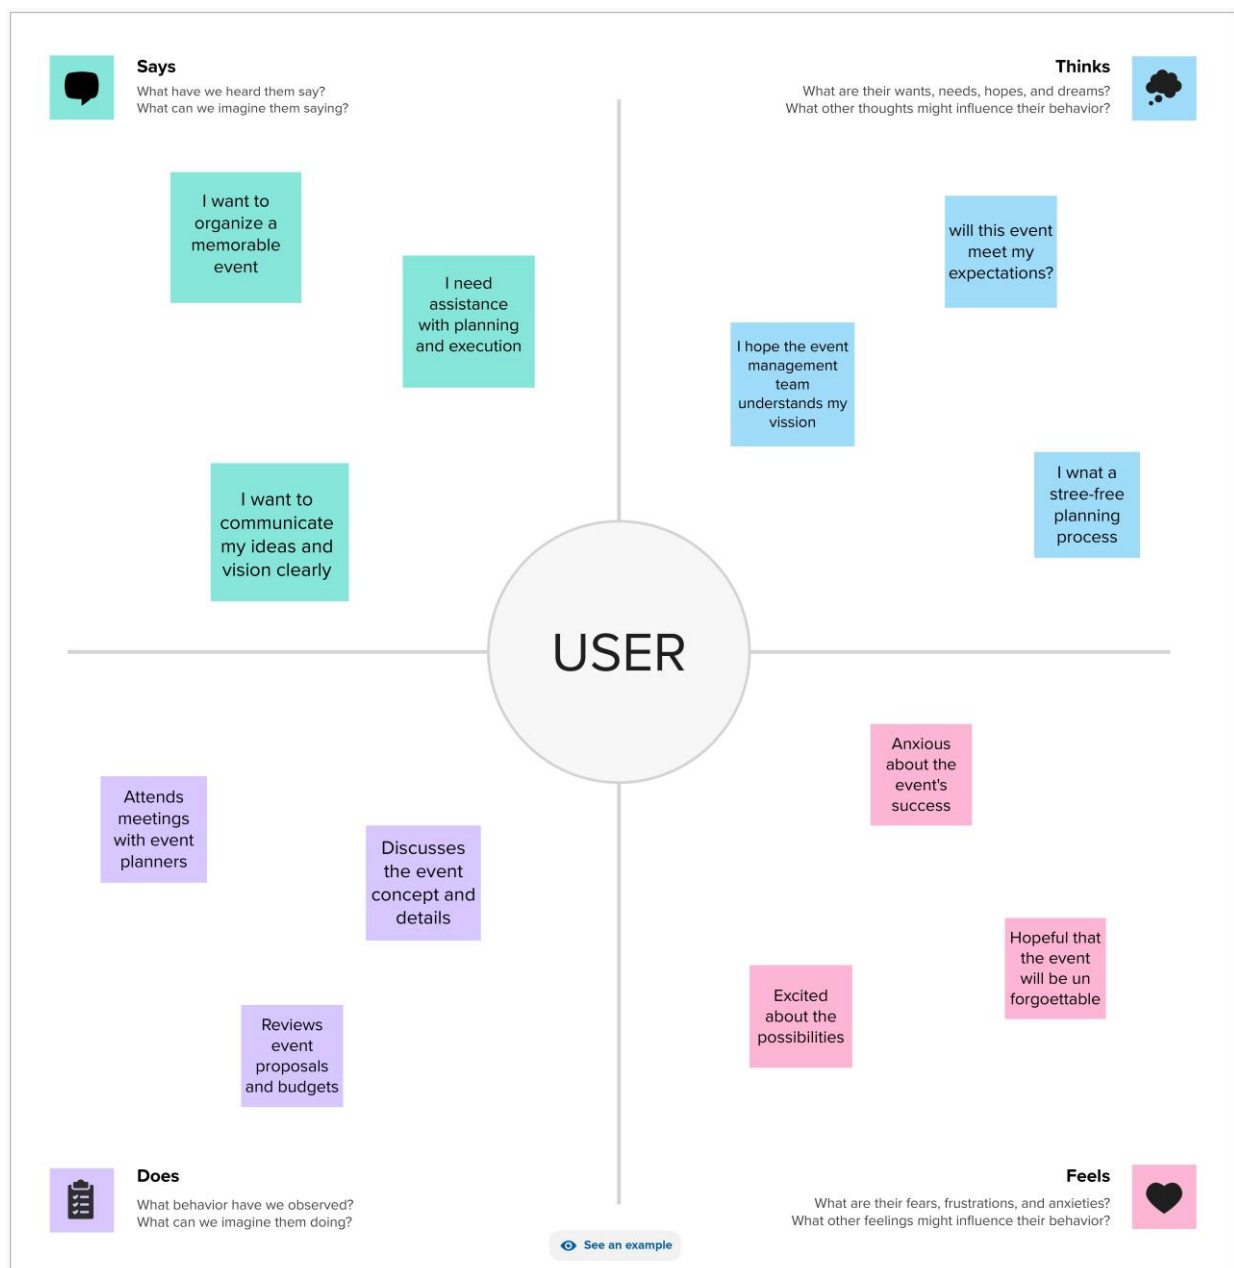 Says
What have we heard them say?
What can we imagine them saying?
I want to
organize a
memorable
event
I need
assistance
with planning
and execution
I want to
communicate
my ideas and
vision clearly
Thinks
What are their wants, needs, hopes, and dreams?
What other thoughts might influence their behavior?
will this event
meet my
expectations?
I hope the event
management
team
understands my
vission
I wnat a
stree-free
planning
process
USER
Attends
meetings
with event
planners
Discusses
the event
concept and
details
Reviews
event
proposals
and budgets
Does
What behavior have we observed?
What can we imagine them doing?
Anxious
about the
event's
success
Hopeful that
the event
will be un
forgoettable
Excited
about the
possibilities
Feels
What are their fears, frustrations, and anxieties?
What other feelings might influence their behavior?
See an example